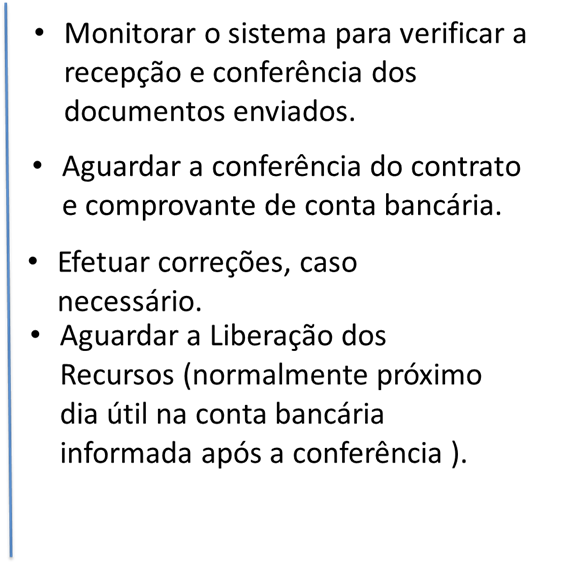 • Monitorar o sistema para verificar a
recepção e conferência dos
documentos enviados.
• Aguardar a conferência do contrato
e comprovante de conta bancária.
• Efetuar correções, caso
necessário.
• Aguardar a Liberação dos
Recursos (normalmente próximo
dia útil na conta bancária
informada após a conferência ).